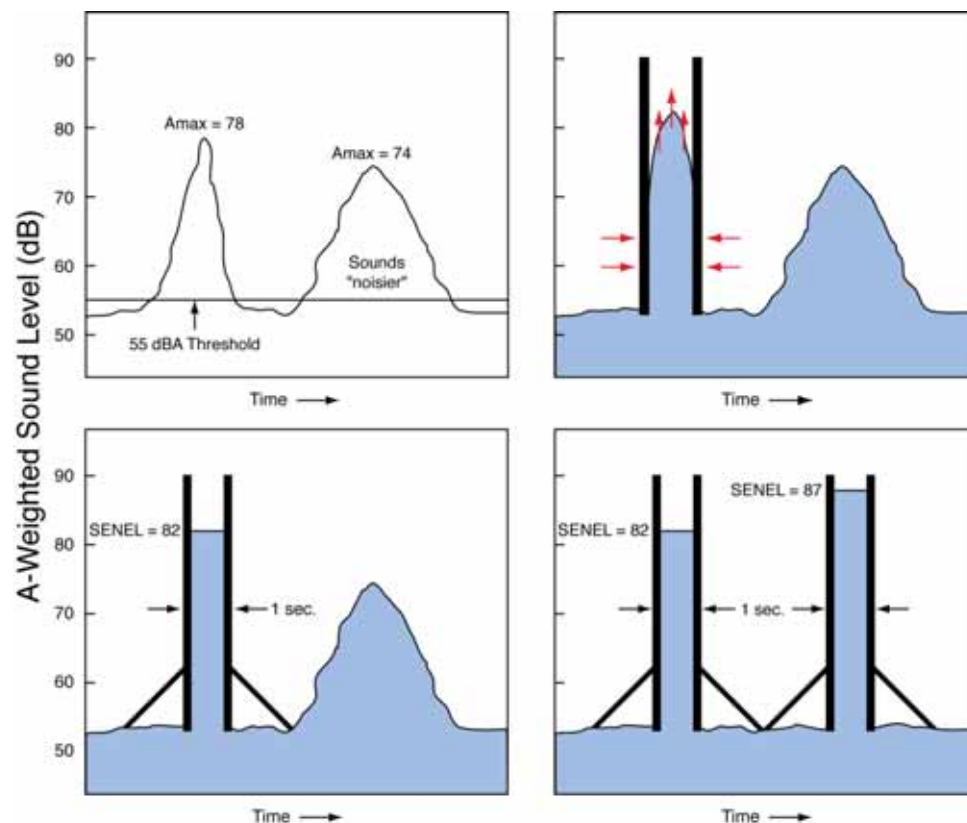 A-Weighted Sound Level (dB)
90
80
70
60
50
Amax = 78
Amax = 74
Sounds
"noisier"
55 dBA Threshold
Time
90
80
70
60
50
Time
90
80
70
60
50
SENEL = 82
1 sec.
Time
SENEL = 87
SENEL = 82
1 sec.
Time